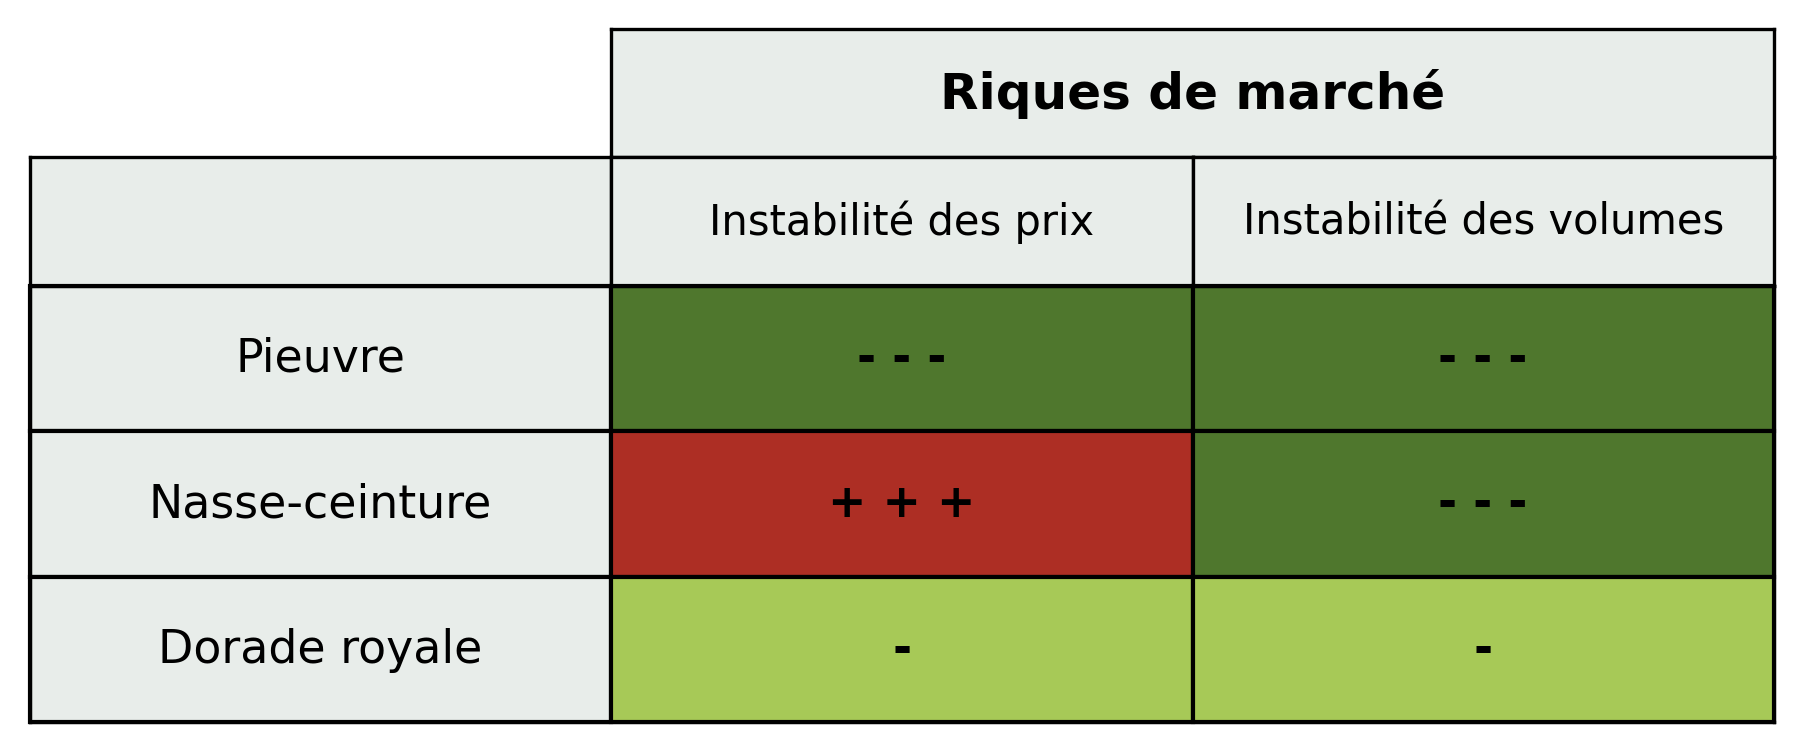 Riques de marché
Instabilité des prix Instabilité des volumes
Pieuvre - - - - - -
Nasse-ceinture + + + - - -
Dorade royale - -